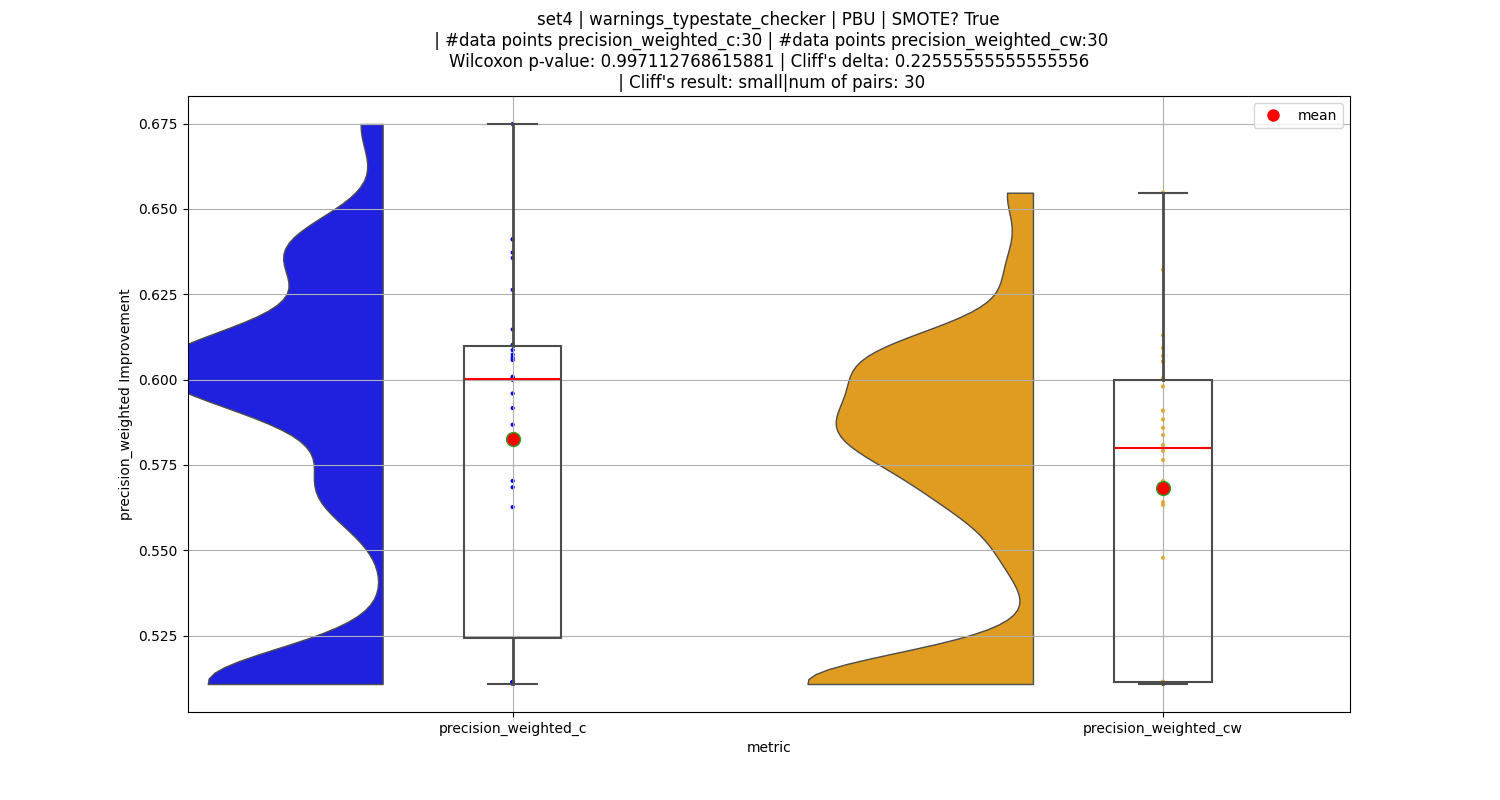 set4 | warnings_typestate_checker | PBU | SMOTE? True
| #data points precision_weighted_c:30 | #data points precision_weighted_cw:30
Wilcoxon p-value: 0.997112768615881 | Cliff's delta: 0.22555555555555556
| Cliff's result: small|num of pairs: 30
mean
0.675
0.650
0.625
0.600
0.575
0.550
0.525
precision_weighted Improvement
precision_weighted_c
precision_weighted_cw
metric